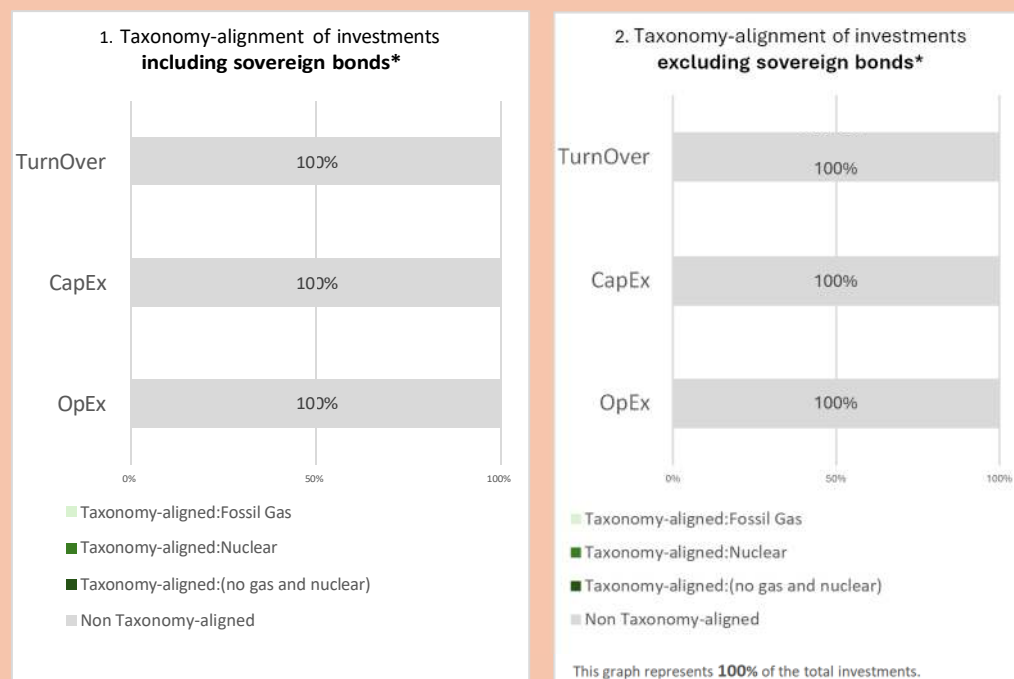 1. Taxonomy-alignment of investments
including sovereign bonds*
TurnOver
100%
CapEx
100%
OpEx
100%
0%
50%
100%
Taxonomy-aligned:Fossil Gas
Taxonomy-aligned:Nuclear
Taxonomy-aligned:(no gas and nuclear)
Non Taxonomy-aligned
2. Taxonomy-alignment of investments
excluding sovereign bonds*
TurnOver
100%
CapEx
100%
OpEx
100%
0%
50%
100%
Taxonomy-aligned:Fossil Gas
Taxonomy-aligned:Nuclear
Taxonomy-aligned:(no gas and nuclear)
Non Taxonomy-aligned
This graph represents 100% of the total investments.